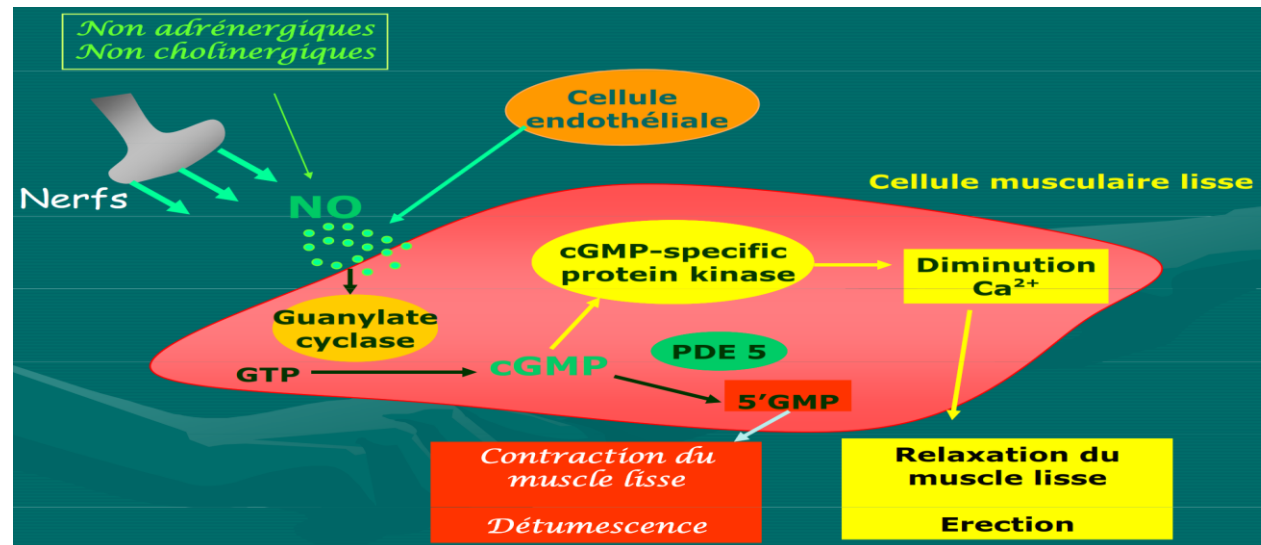 Non adrénergiques
Non cholinergiques
Cellule
endothéliale
Nerfs
NO
Cellule musculaire lisse
cGMP-specific
protein kinase
Diminution
Ca²⁺
Guanylate
cyclase
PDE 5
GTP
cGMP
5'GMP
Contraction du
muscle lisse
Détumescence
Relaxation du
muscle lisse
Erection